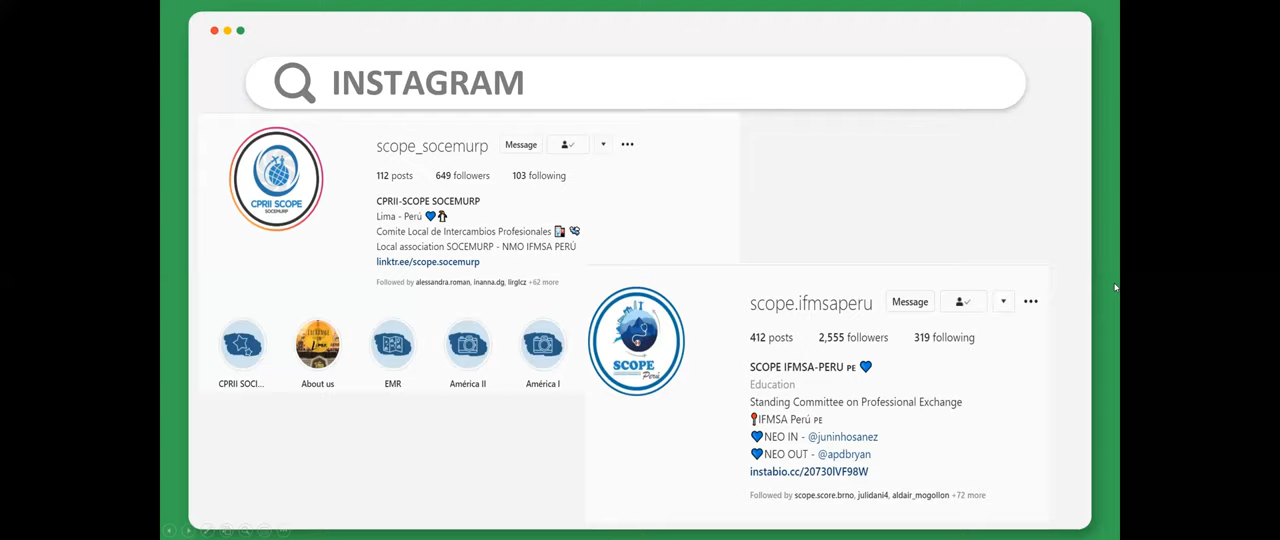 INSTAGRAM
CPRII SCOPE
SOCEMURP
scope_socemurp Message
112 posts 649 followers 103 following
CPRII-SCOPE SOCEMURP
Lima - Perú 💙🐧
Comite Local de Intercambios Profesionales
Local association SOCEMURP - NMO IFMSA PERÚ
linktr.ee/scope.socemurp
Followed by alessandra.roman, inanna.dg, lirglcz +62 more
CPRII SOCI... About us EMR América II América I
SCOPE
Perú
scope.ifmsaperu Message
412 posts 2,555 followers 319 following
SCOPE IFMSA-PERU PE 💙
Education
Standing Committee on Professional Exchange
📍IFMSA Perú PE
💙NEO IN - @juninhosanez
💙NEO OUT - @apdbryan
instabio.cc/20730lVF98W
Followed by scope.score.brno, julidani4, aldair_mogollon +72 more